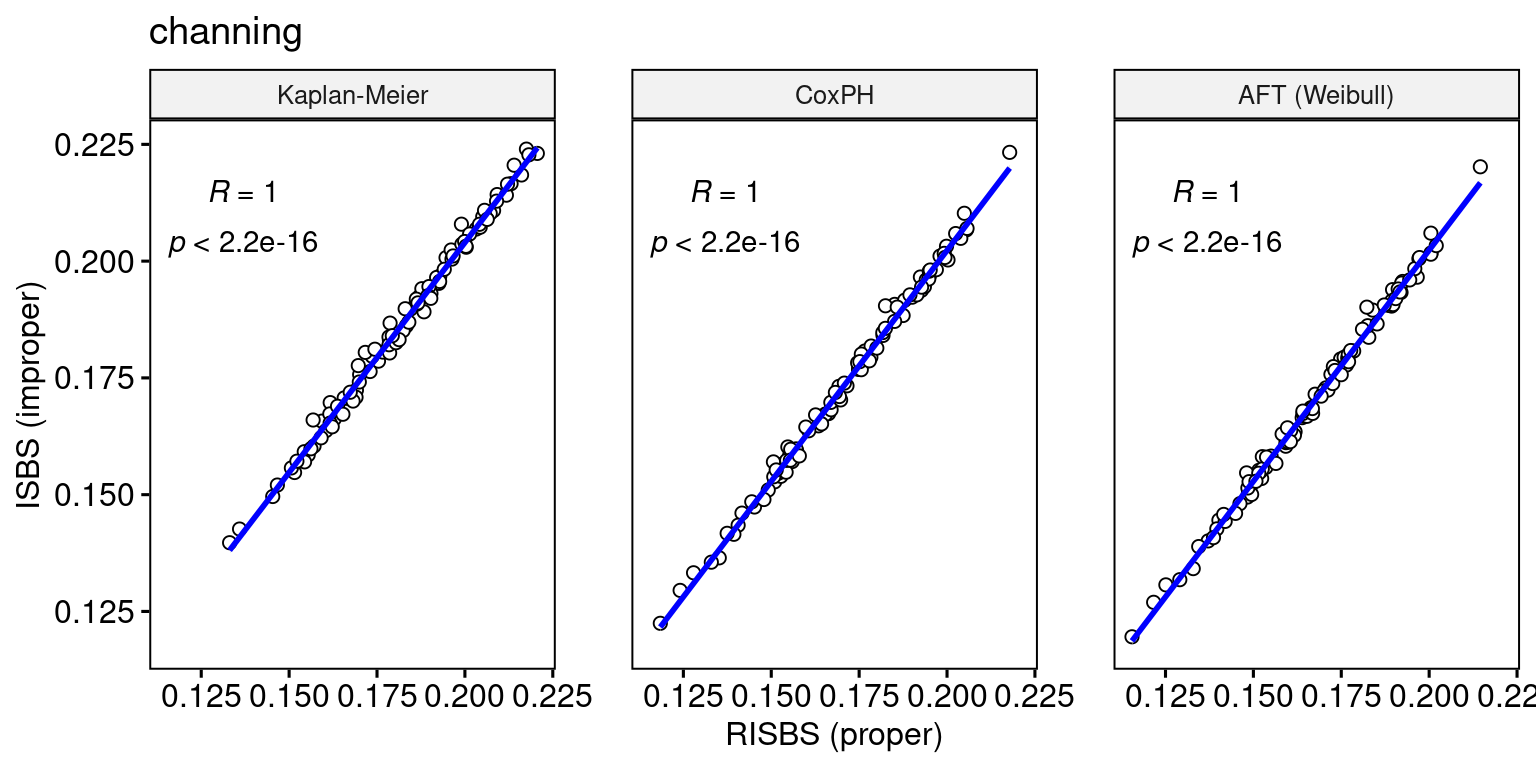 channing
Kaplan-Meier
CoxPH
AFT (Weibull)
ISBS (improper)
0.225
0.200
0.175
0.150
0.125
R = 1
p < 2.2e-16
R = 1
p < 2.2e-16
R = 1
p < 2.2e-16
0.125 0.150 0.175 0.200 0.225
0.125 0.150 0.175 0.200 0.225
0.125 0.150 0.175 0.200 0.22
RISBS (proper)